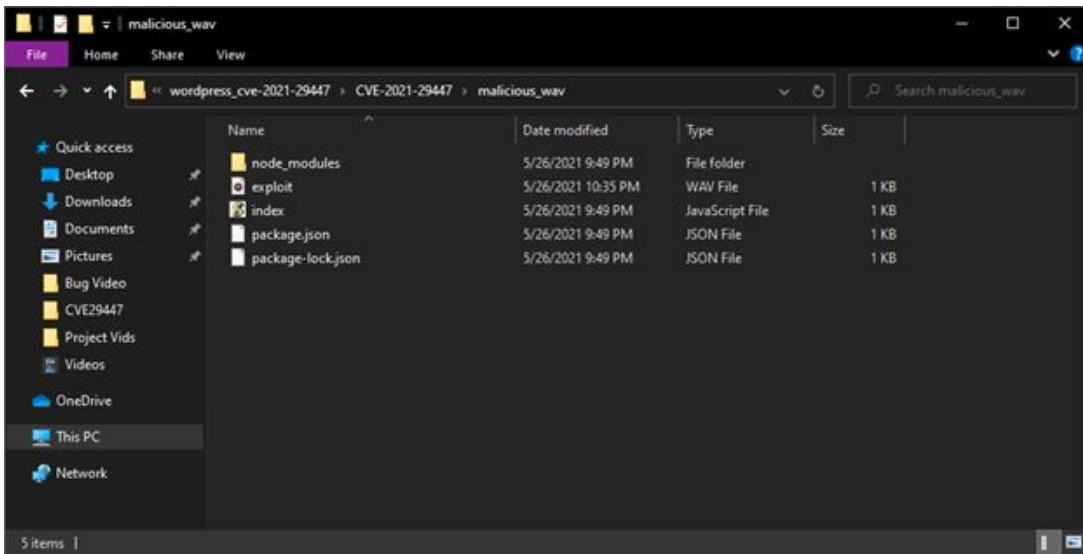 malicious_wav
File Home Share View
wordpress_cve-2021-29447 CVE-2021-29447 malicious_wav Search malicious_wav
Name Date modified Type Size
Quick access
Desktop
Downloads
Documents
Pictures
Bug Video
CVE29447
Project Vids
Videos
OneDrive
This PC
Network
node_modules 5/26/2021 9:49 PM File folder
exploit 5/26/2021 10:35 PM WAV File 1 KB
index 5/26/2021 9:49 PM JavaScript File 1 KB
package.json 5/26/2021 9:49 PM JSON File 1 KB
package-lock.json 5/26/2021 9:49 PM JSON File 1 KB
5 items